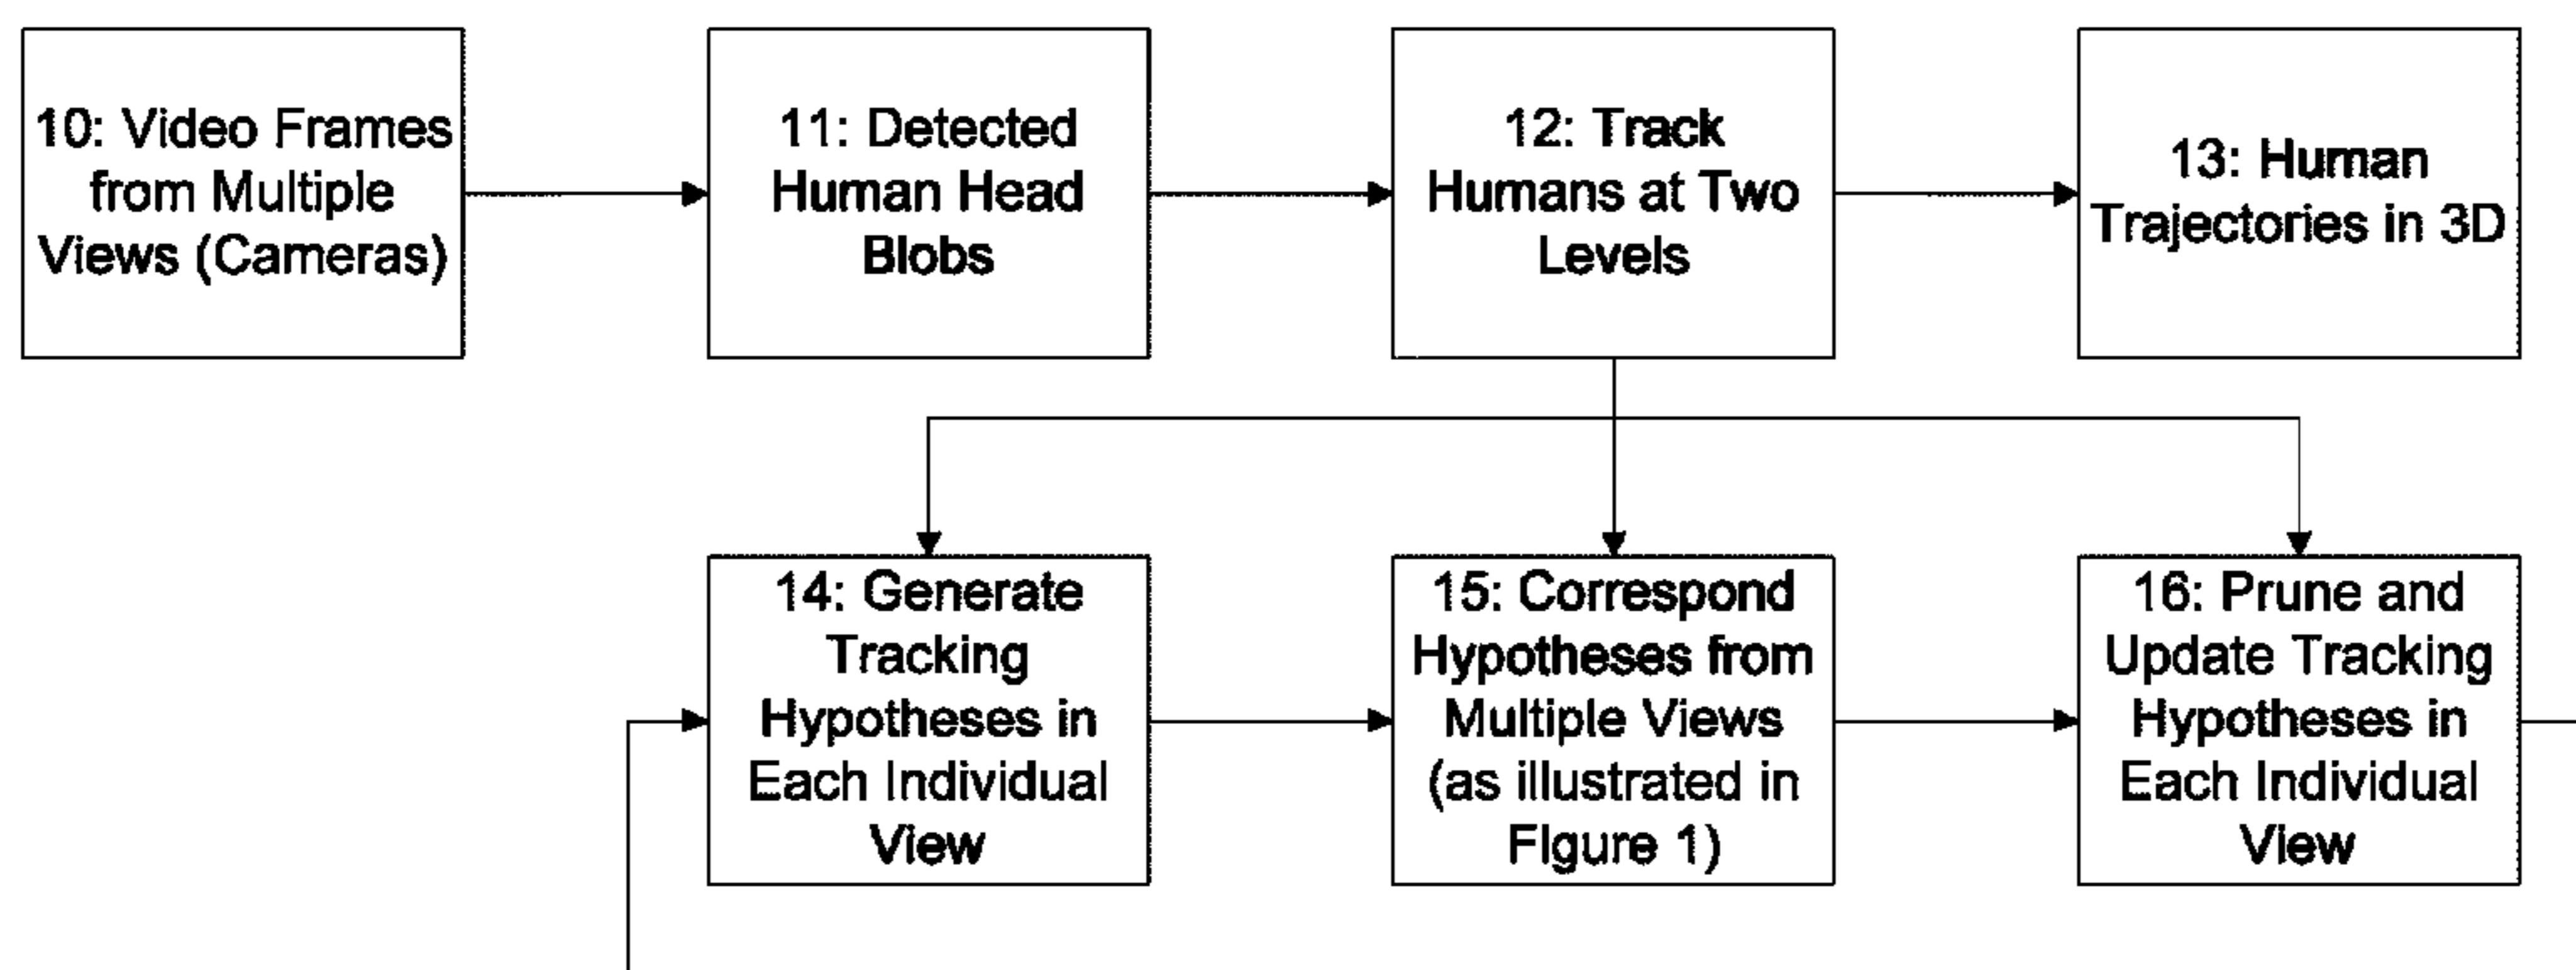 10: Video Frames
from Multiple
Views (Cameras)
11: Detected
Human Head
Blobs
12: Track
Humans at Two
Levels
13: Human
Trajectories in 3D
14: Generate
Tracking
Hypotheses in
Each Individual
View
15: Correspond
Hypotheses from
Multiple Views
(as illustrated in
FIgure 1)
16: Prune and
Update Tracking
Hypotheses in
Each Individual
View